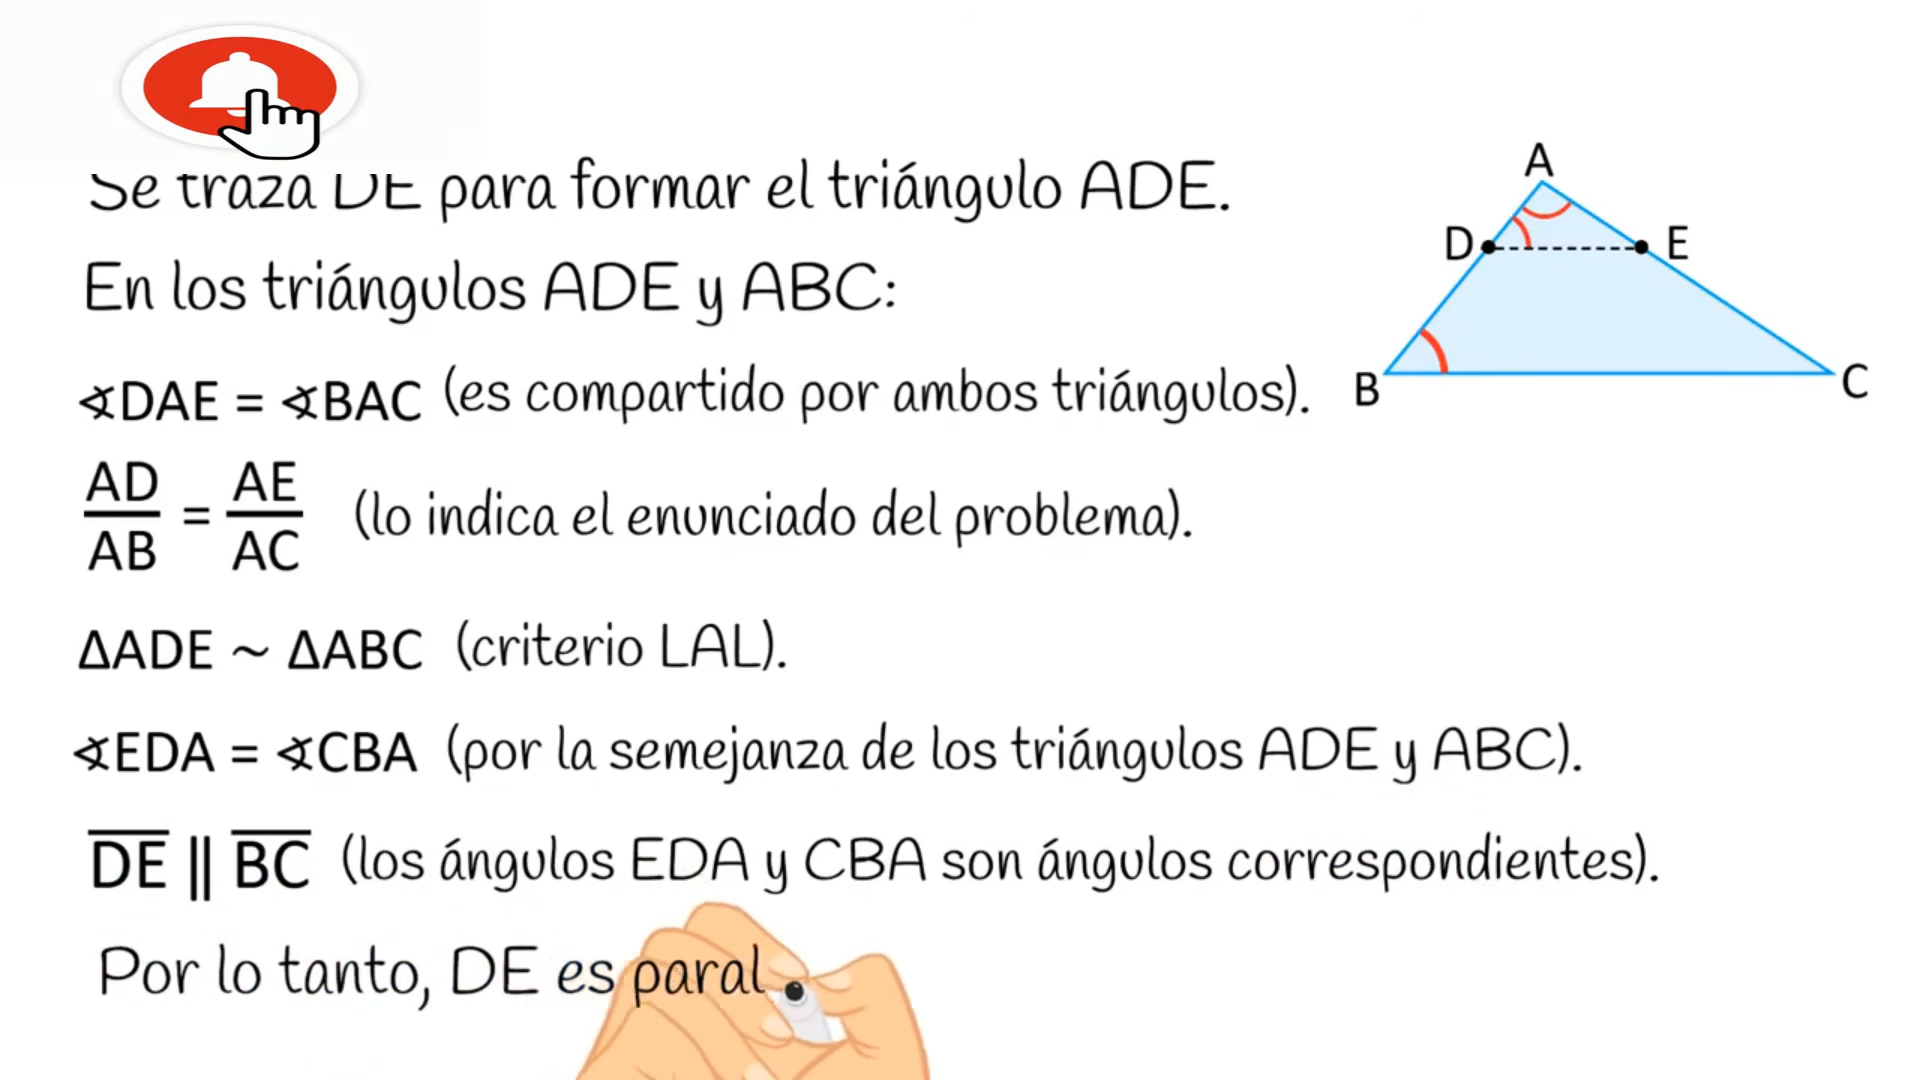 Se traza DE para formar el triángulo ADE.
En los triángulos ADE y ABC:
∢DAE = ∢BAC (es compartido por ambos triángulos).
AD/AB = AE/AC (lo indica el enunciado del problema).
ΔADE ~ ΔABC (criterio LAL).
∢EDA = ∢CBA (por la semejanza de los triángulos ADE y ABC).
D̅E̅ || B̅C̅ (los ángulos EDA y CBA son ángulos correspondientes).
Por lo tanto, DE es paral
A
D E
B C